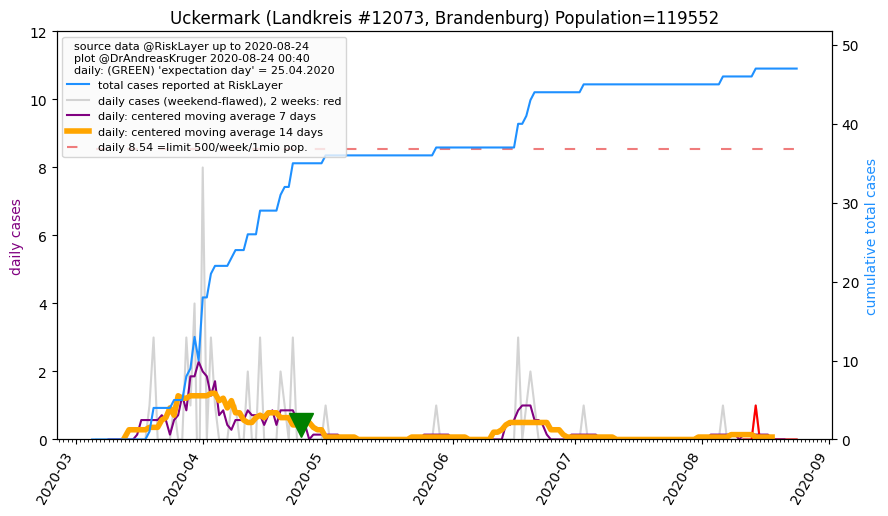 Uckermark (Landkreis #12073, Brandenburg) Population=119552
source data @RiskLayer up to 2020-08-24
plot @DrAndreasKruger 2020-08-24 00:40
daily: (GREEN) 'expectation day' = 25.04.2020
total cases reported at RiskLayer
daily cases (weekend-flawed), 2 weeks: red
daily: centered moving average 7 days
daily: centered moving average 14 days
daily 8.54 =limit 500/week/1mio pop.
daily cases
12
10
8
6
4
2
0
cumulative total cases
50
40
30
20
10
0
2020-03
2020-04
2020-05
2020-06
2020-07
2020-08
2020-09